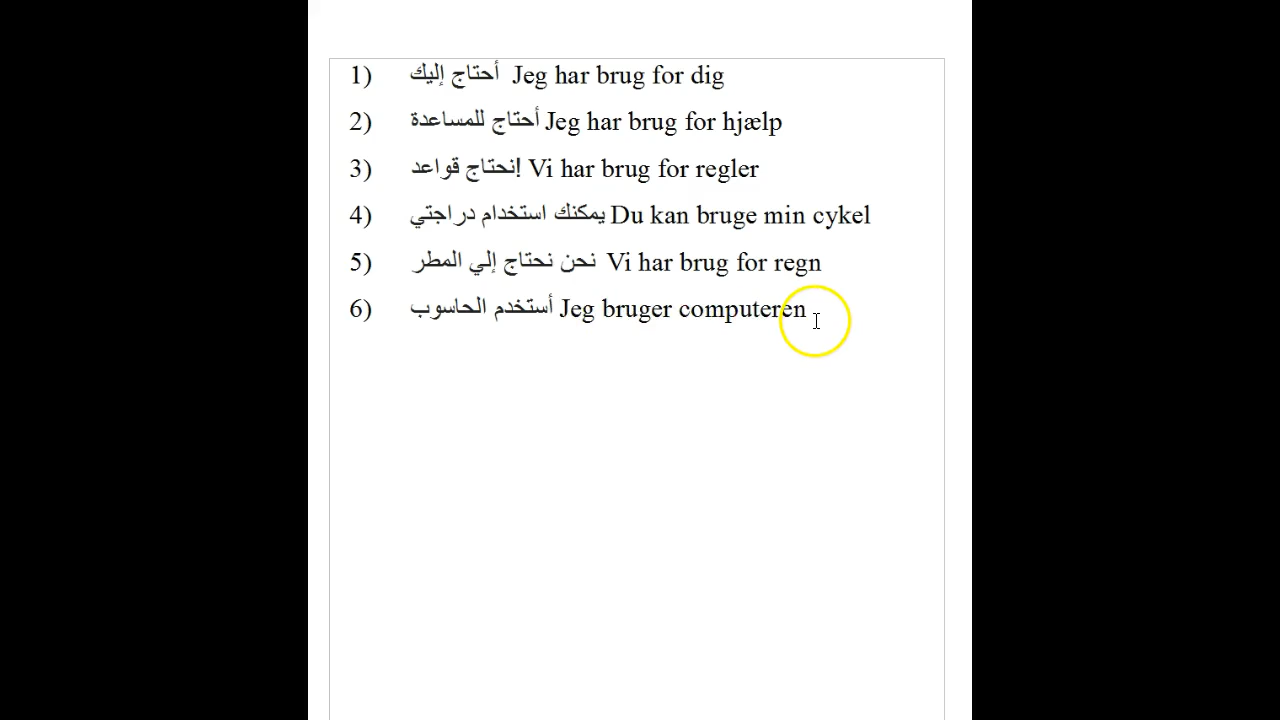 1) أحتاج إليك Jeg har brug for dig
2) أحتاج للمساعدة Jeg har brug for hjælp
3) نحتاج قواعد! Vi har brug for regler
4) يمكنك استخدام دراجتي Du kan bruge min cykel
5) نحن نحتاج إلي المطر Vi har brug for regn
6) أستخدم الحاسوب Jeg bruger computeren